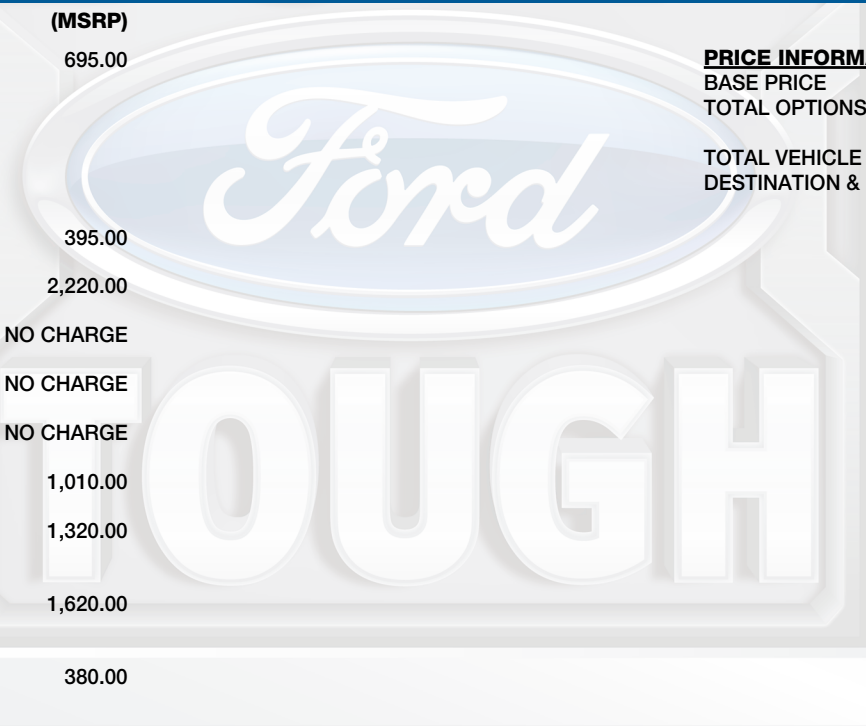 (MSRP)
695.00
395.00
2,220.00
NO CHARGE
NO CHARGE
NO CHARGE
1,010.00
1,320.00
1,620.00
380.00
PRICE INFORM
BASE PRICE
TOTAL OPTIONS
TOTAL VEHICLE
DESTINATION &
Ford
TOUGH